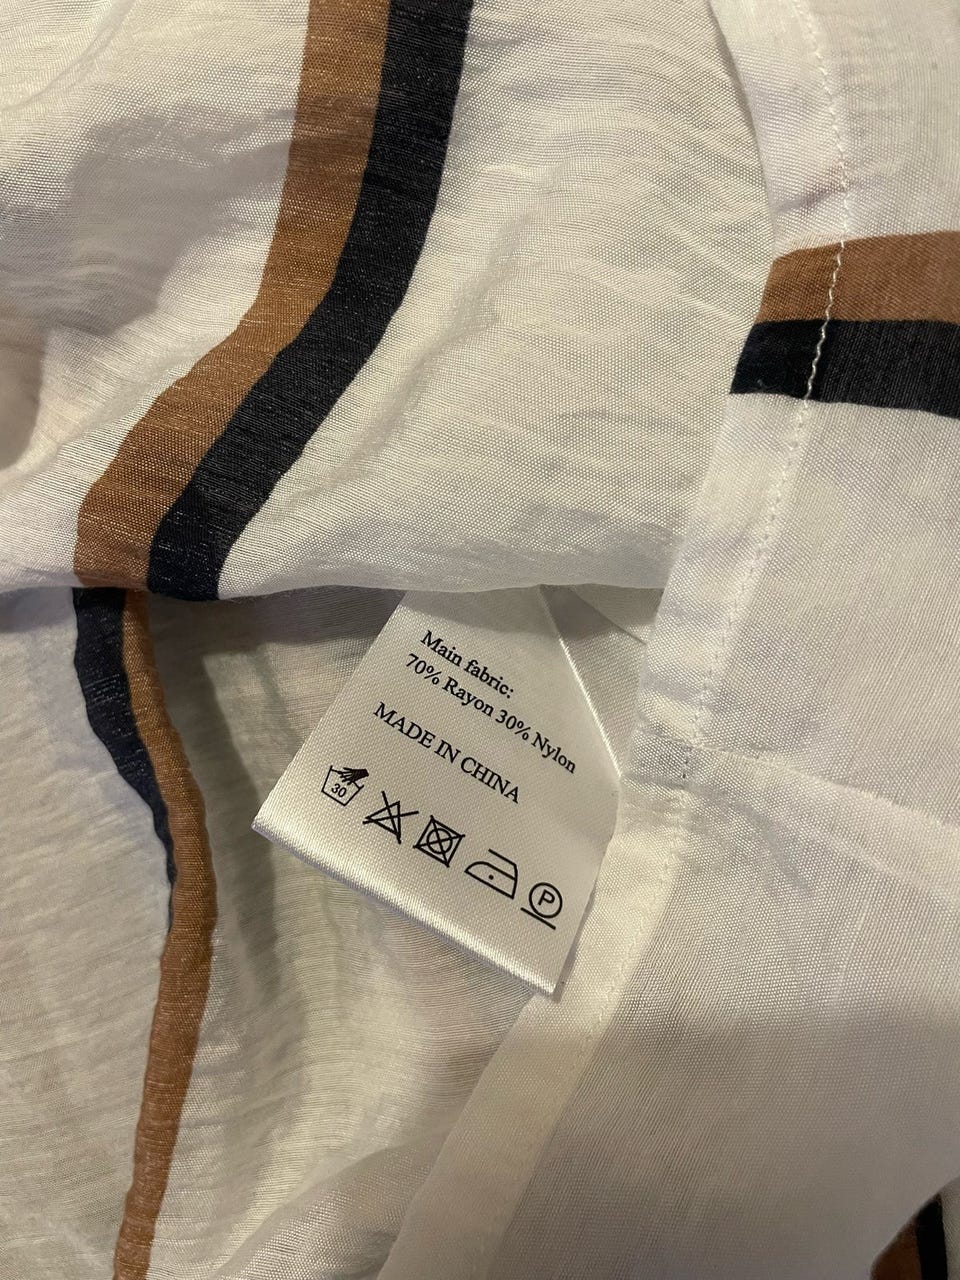 Main fabric:
70% Rayon 30% Nylon
MADE IN CHINA
30
P